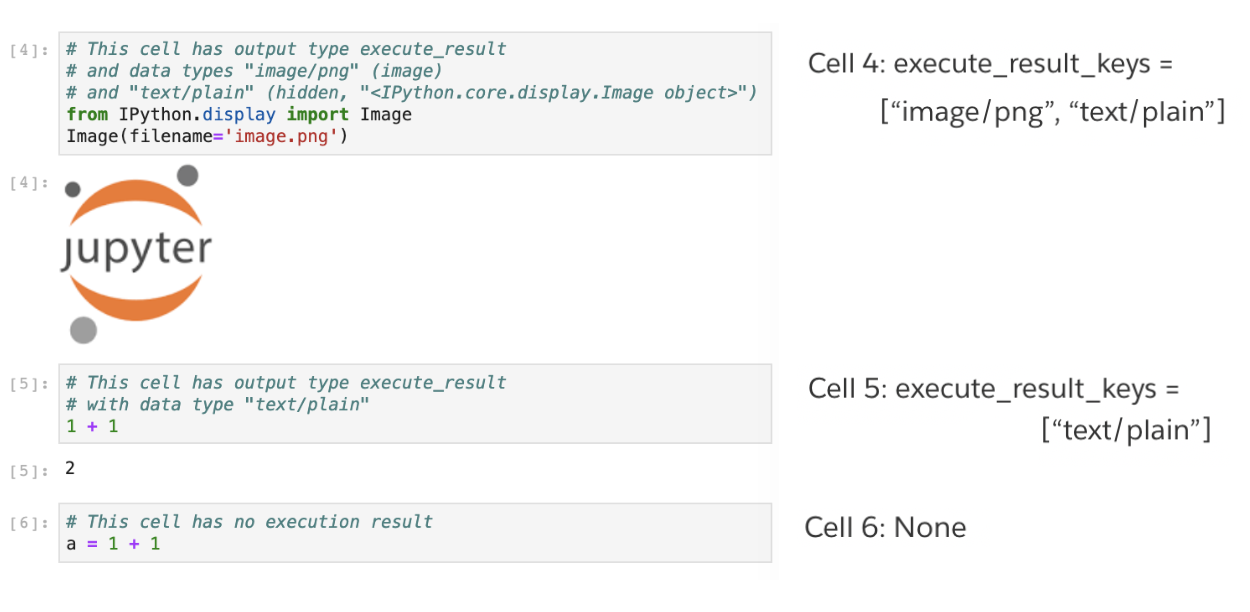 [4]:
# This cell has output type execute_result
# and data types "image/png" (image)
# and "text/plain" (hidden, "<IPython.core.display.Image object>")
from IPython.display import Image
Image(filename='image.png')
Cell 4: execute_result_keys =
[“image/png”, “text/plain”]
[4]:
jupyter
[5]:
# This cell has output type execute_result
# with data type "text/plain"
1 + 1
Cell 5: execute_result_keys =
[“text/plain”]
[5]:
2
[6]:
# This cell has no execution result
a = 1 + 1
Cell 6: None